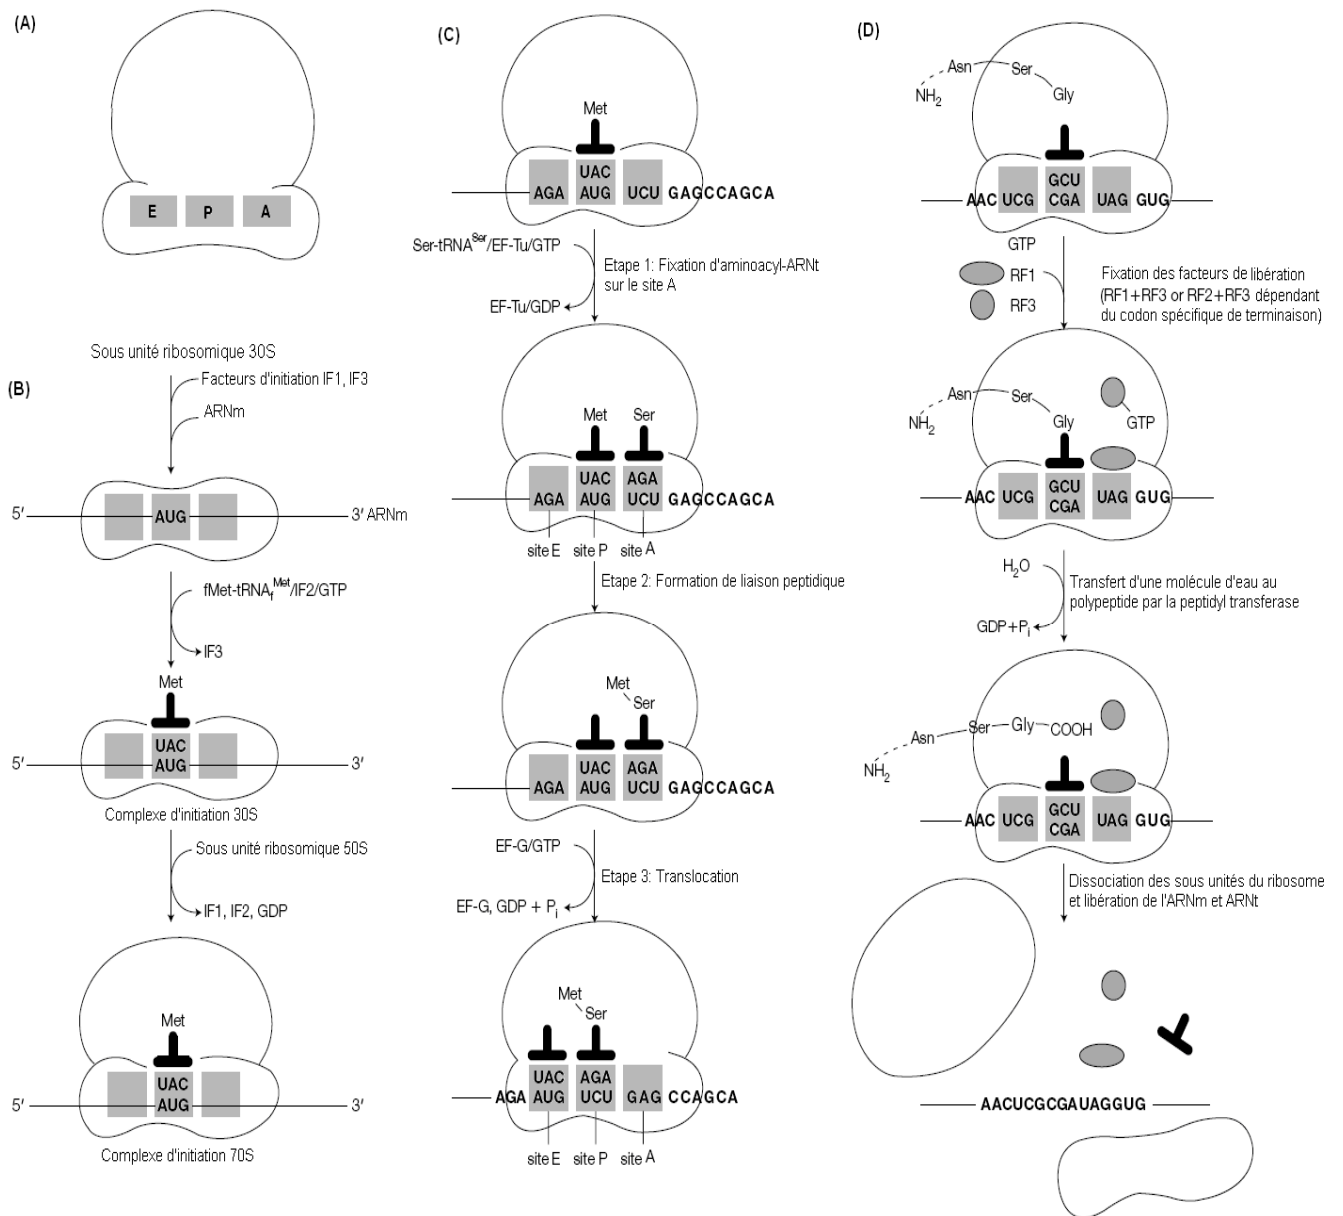 (A)
E P A
Sous unité ribosomique 30S
(B)
Facteurs d'initiation IF1, IF3
ARNm
5′ AUG 3′ ARNm
fMet-tRNAfMet/IF2/GTP
IF3
Met
UAC
5′ AUG 3′
Complexe d'initiation 30S
Sous unité ribosomique 50S
IF1, IF2, GDP
Met
UAC
5′ AUG 3′
Complexe d'initiation 70S
(C)
Met
UAC
AGA AUG UCU GAGCCAGCA
Ser-tRNASer/EF-Tu/GTP
Etape 1: Fixation d'aminoacyl-ARNt
sur le site A
EF-Tu/GDP
Met Ser
UAC AGA
AGA AUG UCU GAGCCAGCA
site E site P site A
Etape 2: Formation de liaison peptidique
Met
Ser
UAC AGA
AGA AUG UCU GAGCCAGCA
EF-G/GTP
Etape 3: Translocation
EF-G, GDP + Pi
Met
Ser
UAC AGA
AGA AUG UCU GAG CCAGCA
site E site P site A
(D)
Asn Ser
NH2 Gly
GCU
AAC UCG CGA UAG GUG
GTP
RF1
RF3
Fixation des facteurs de libération
(RF1+RF3 or RF2+RF3 dépendant
du codon spécifique de terminaison)
Asn Ser
NH2 Gly GTP
GCU
AAC UCG CGA UAG GUG
H2O
Transfert d'une molécule d'eau au
polypeptide par la peptidyl transferase
GDP+Pi
Asn Ser Gly COOH
NH2
GCU
AAC UCG CGA UAG GUG
Dissociation des sous unités du ribosome
et libération de l'ARNm et ARNt
AACUCGCGAUAGGUG